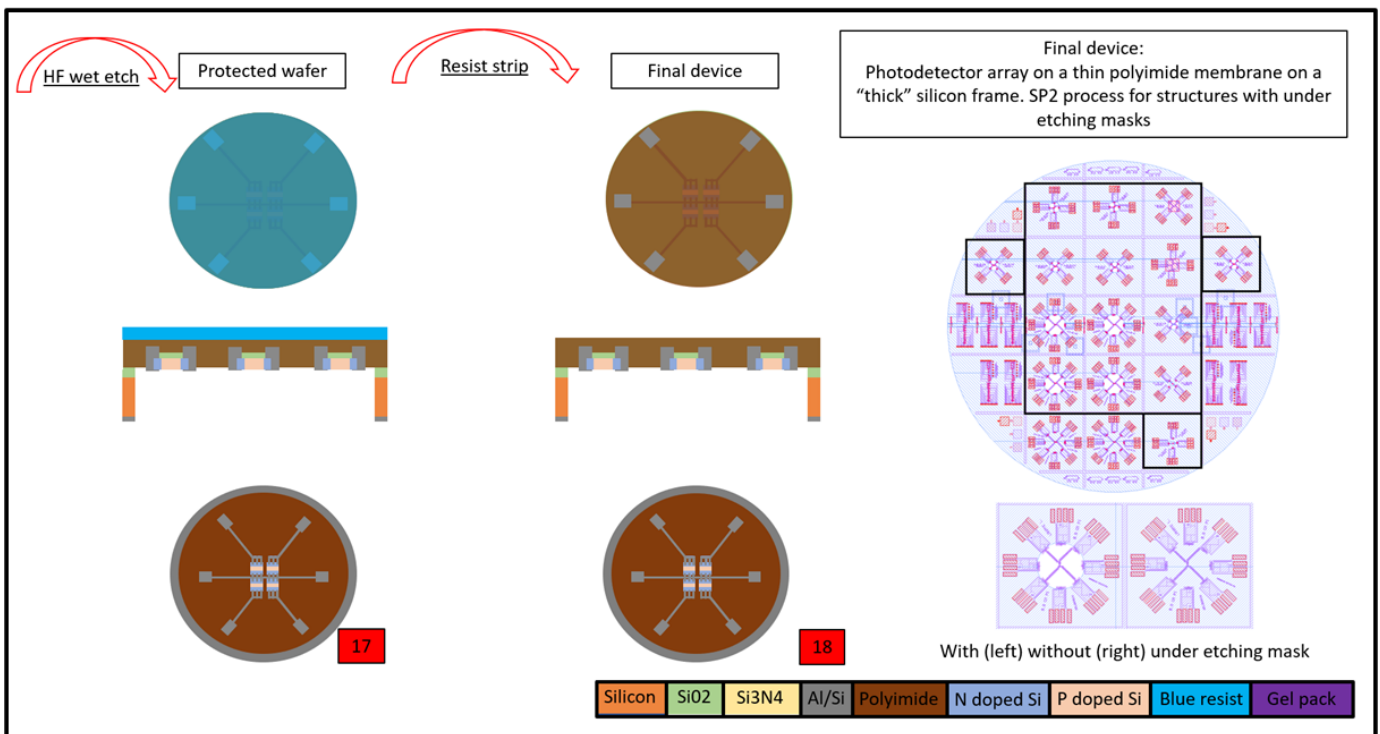 HF wet etch
Protected wafer
Resist strip
Final device
Final device:
Photodetector array on a thin polyimide membrane on a
“thick” silicon frame. SP2 process for structures with under
etching masks
17
18
With (left) without (right) under etching mask
Silicon
Si02
Si3N4
Al/Si
Polyimide
N doped Si
P doped Si
Blue resist
Gel pack